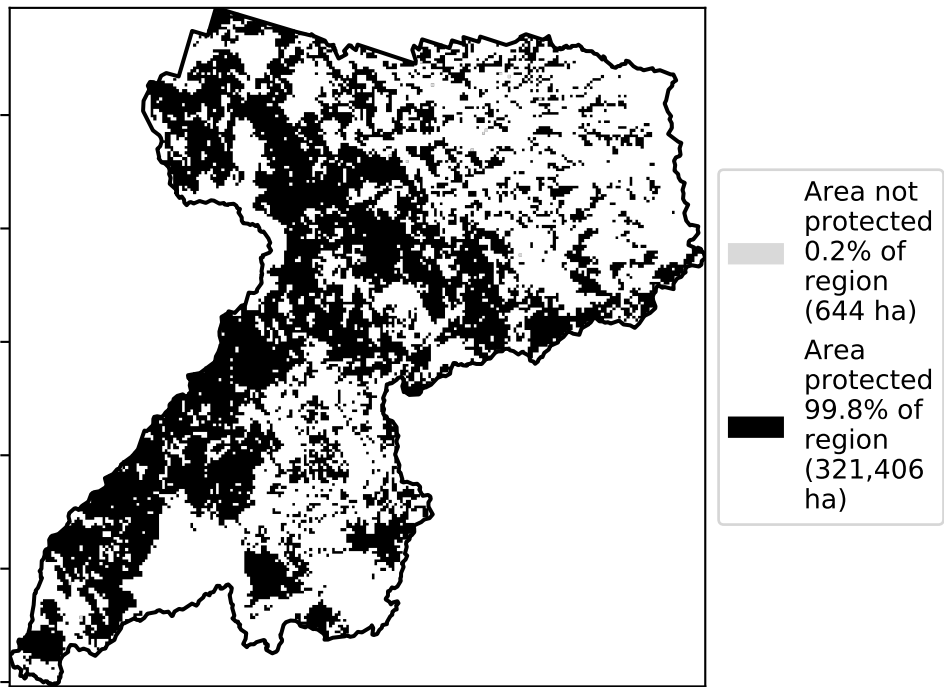 Area not
protected
0.2% of
region
(644 ha)
Area
protected
99.8% of
region
(321,406
ha)